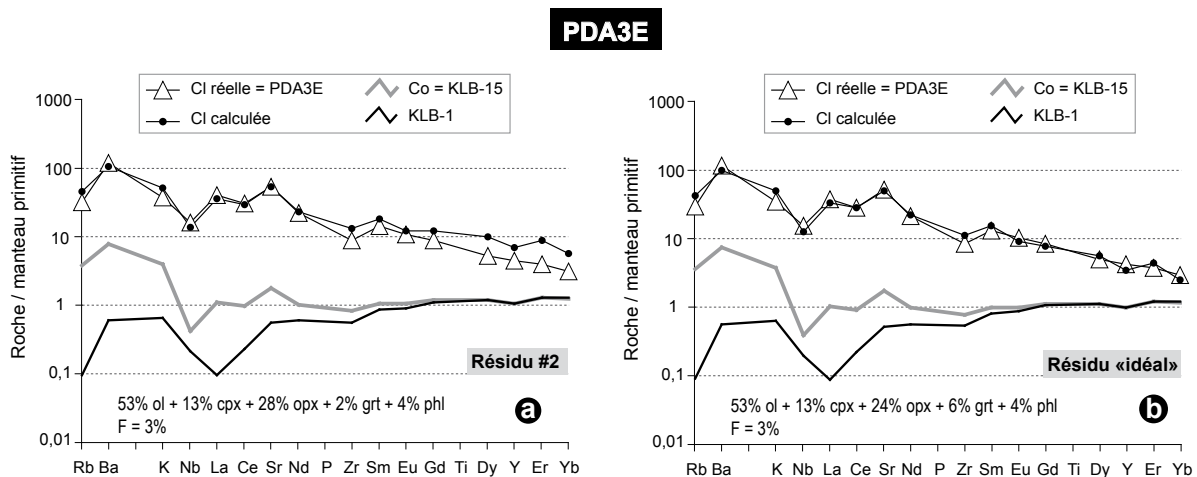 PDA3E
Cl réelle = PDA3E
Co = KLB-15
Cl calculée
KLB-1
Roche / manteau primitif
1000
100
10
1
0,1
0,01
Résidu #2
53% ol + 13% cpx + 28% opx + 2% grt + 4% phl
F = 3%
a
Rb Ba K Nb La Ce Sr Nd P Zr Sm Eu Gd Ti Dy Y Er Yb
Cl réelle = PDA3E
Co = KLB-15
Cl calculée
KLB-1
Roche / manteau primitif
1000
100
10
1
0,1
0,01
Résidu «idéal»
53% ol + 13% cpx + 24% opx + 6% grt + 4% phl
F = 3%
b
Rb Ba K Nb La Ce Sr Nd P Zr Sm Eu Gd Ti Dy Y Er Yb